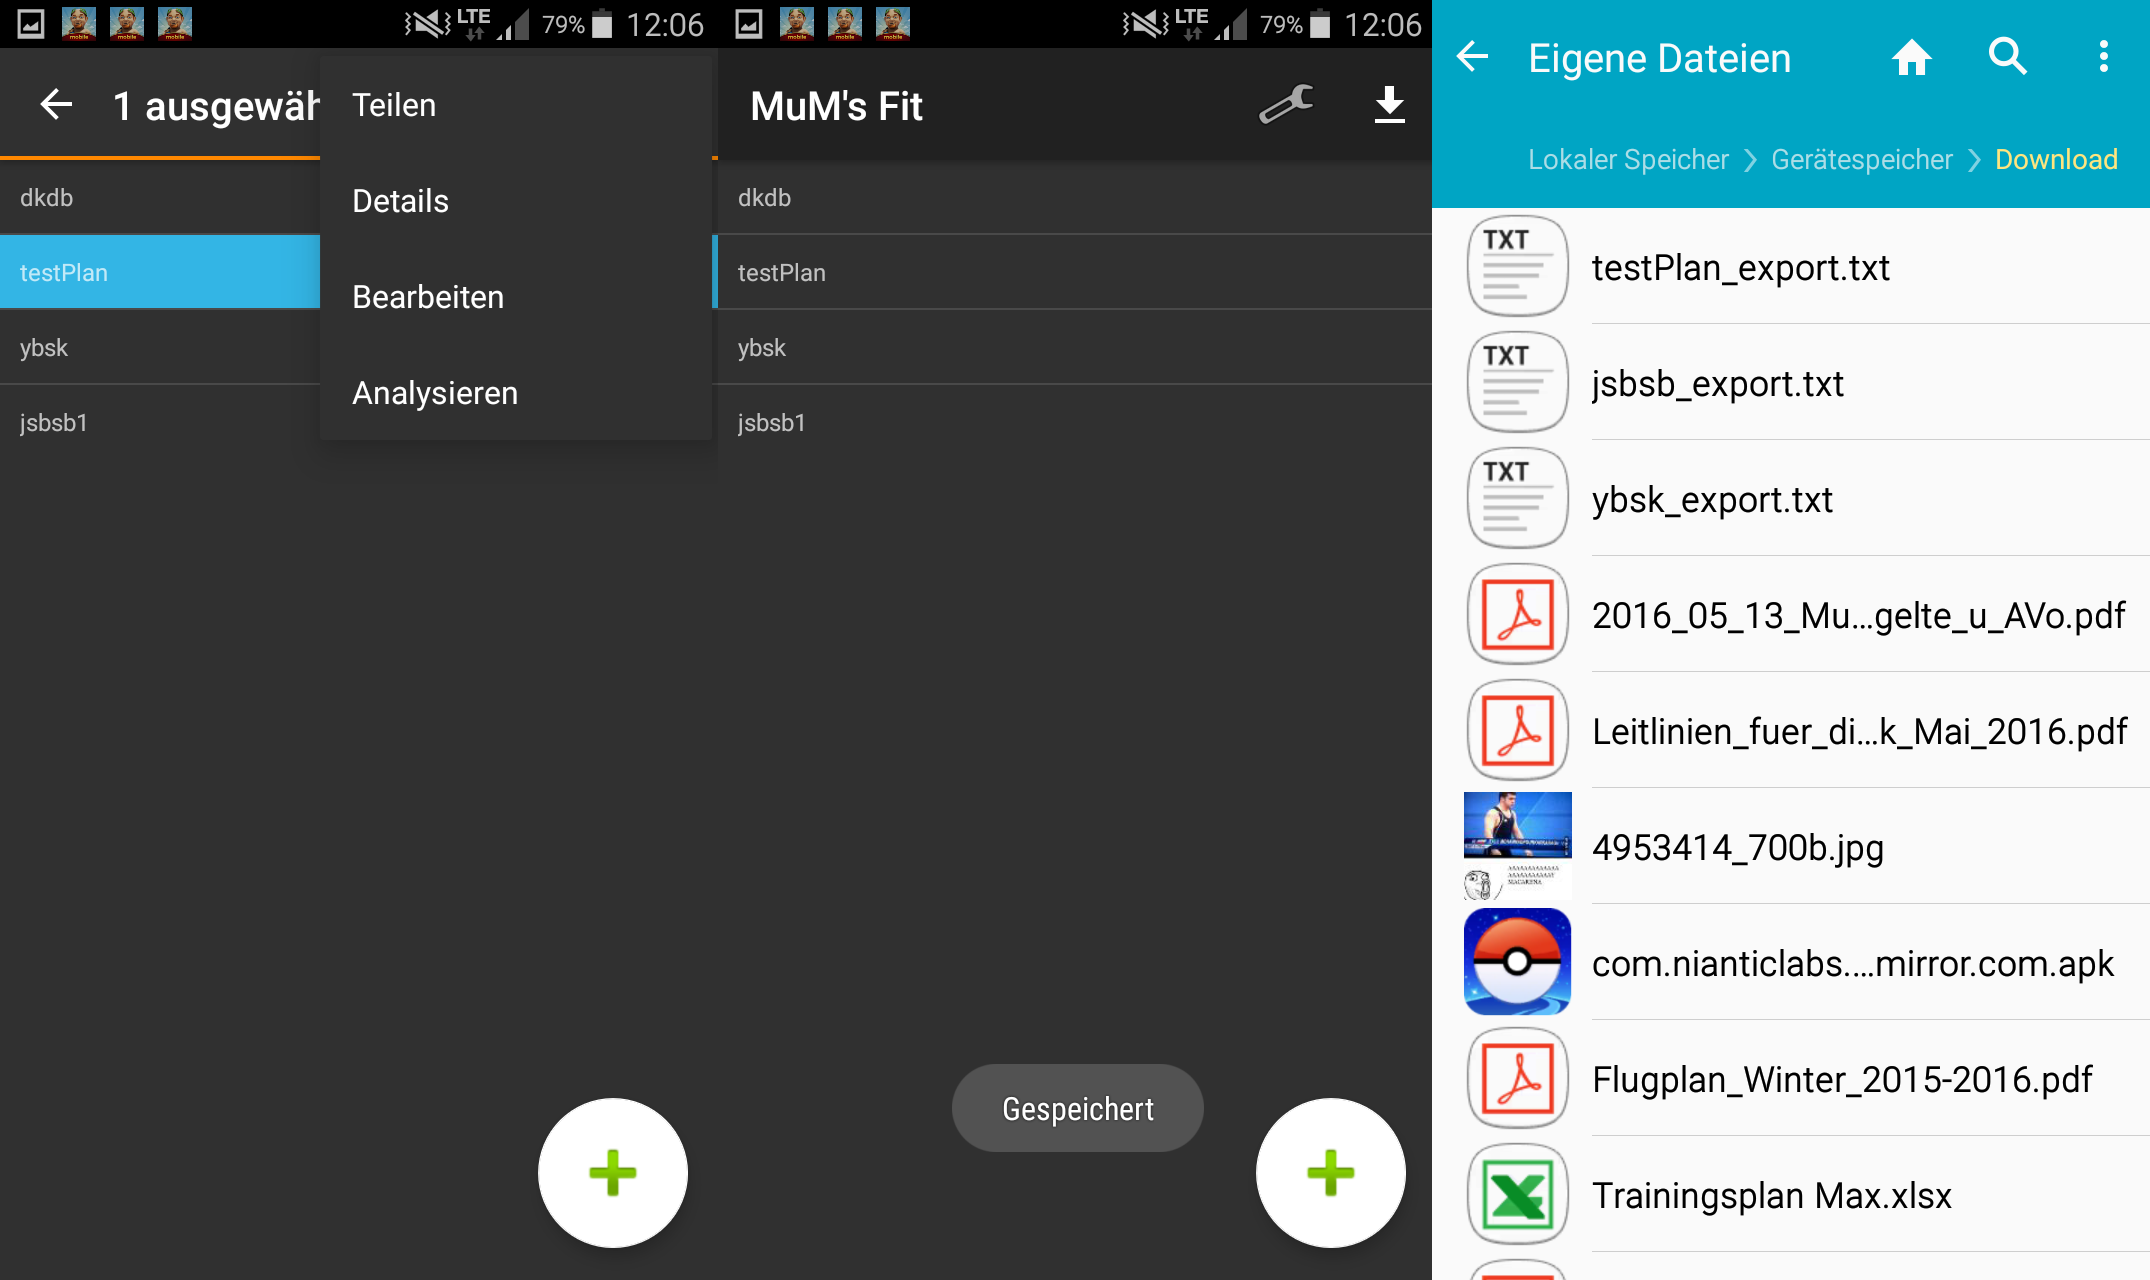 LTE
79%
12:06
1 ausgewäh
dkdb
testPlan
ybsk
jsbsb1
Teilen
Details
Bearbeiten
Analysieren
LTE
79%
12:06
MuM's Fit
dkdb
testPlan
ybsk
jsbsb1
Gespeichert
Eigene Dateien
Lokaler Speicher > Gerätespeicher > Download
TXT
testPlan_export.txt
TXT
jsbsb_export.txt
TXT
ybsk_export.txt
2016_05_13_Mu...gelte_u_AVo.pdf
Leitlinien_fuer_di...k_Mai_2016.pdf
4953414_700b.jpg
com.nianticlabs....mirror.com.apk
Flugplan_Winter_2015-2016.pdf
Trainingsplan Max.xlsx